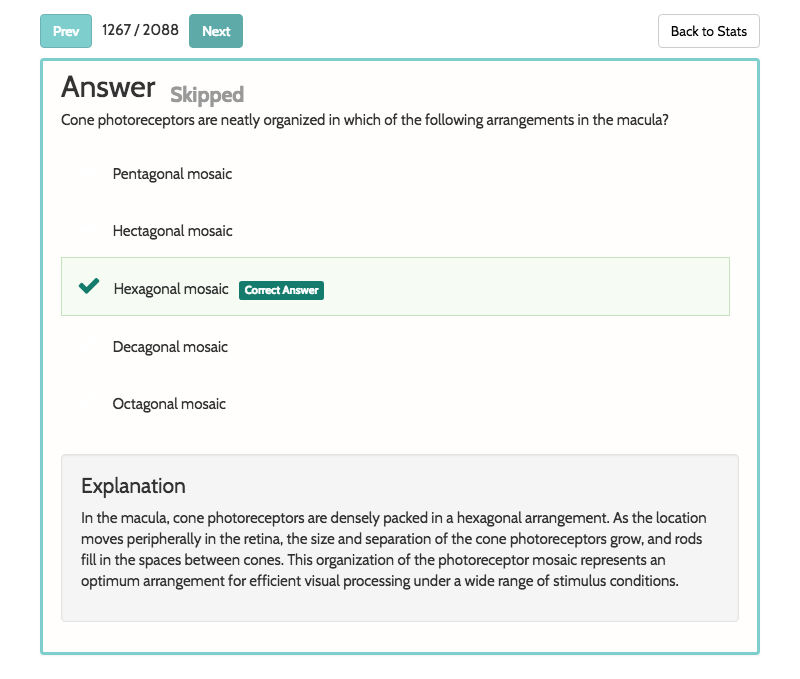 Prev 1267 / 2088 Next Back to Stats
Answer Skipped
Cone photoreceptors are neatly organized in which of the following arrangements in the macula?
Pentagonal mosaic
Hectagonal mosaic
Hexagonal mosaic Correct Answer
Decagonal mosaic
Octagonal mosaic
Explanation
In the macula, cone photoreceptors are densely packed in a hexagonal arrangement. As the location
moves peripherally in the retina, the size and separation of the cone photoreceptors grow, and rods
fill in the spaces between cones. This organization of the photoreceptor mosaic represents an
optimum arrangement for efficient visual processing under a wide range of stimulus conditions.